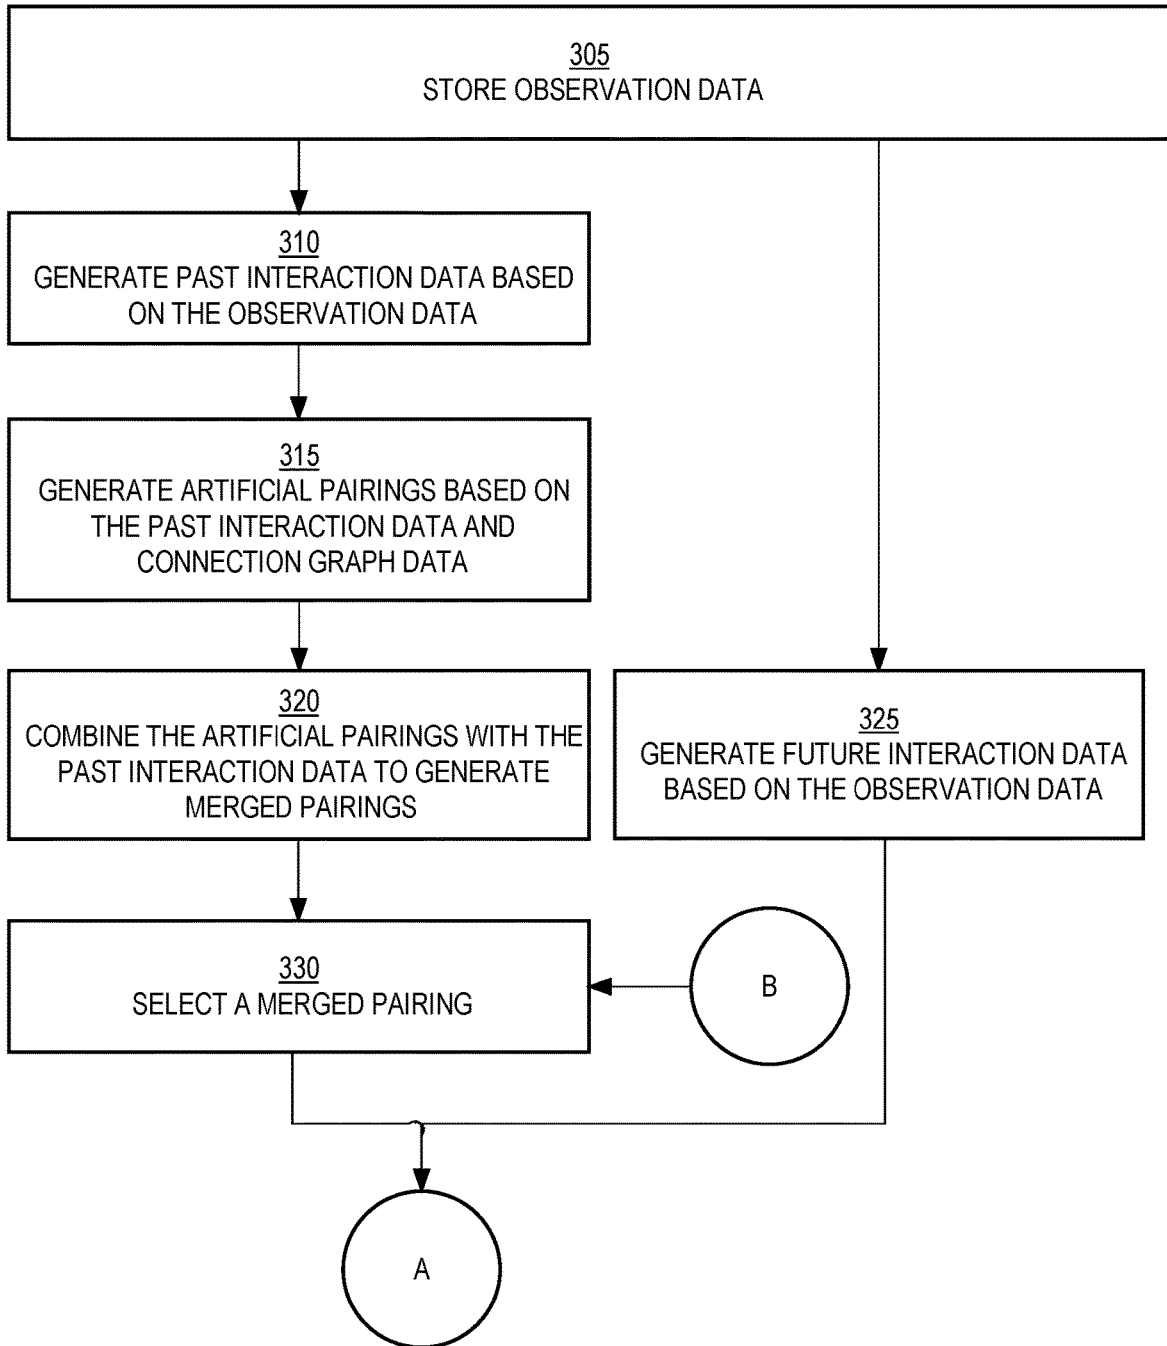 305
STORE OBSERVATION DATA
310
GENERATE PAST INTERACTION DATA BASED
ON THE OBSERVATION DATA
315
GENERATE ARTIFICIAL PAIRINGS BASED ON
THE PAST INTERACTION DATA AND
CONNECTION GRAPH DATA
320
COMBINE THE ARTIFICIAL PAIRINGS WITH THE
PAST INTERACTION DATA TO GENERATE
MERGED PAIRINGS
325
GENERATE FUTURE INTERACTION DATA
BASED ON THE OBSERVATION DATA
330
SELECT A MERGED PAIRING
B
A